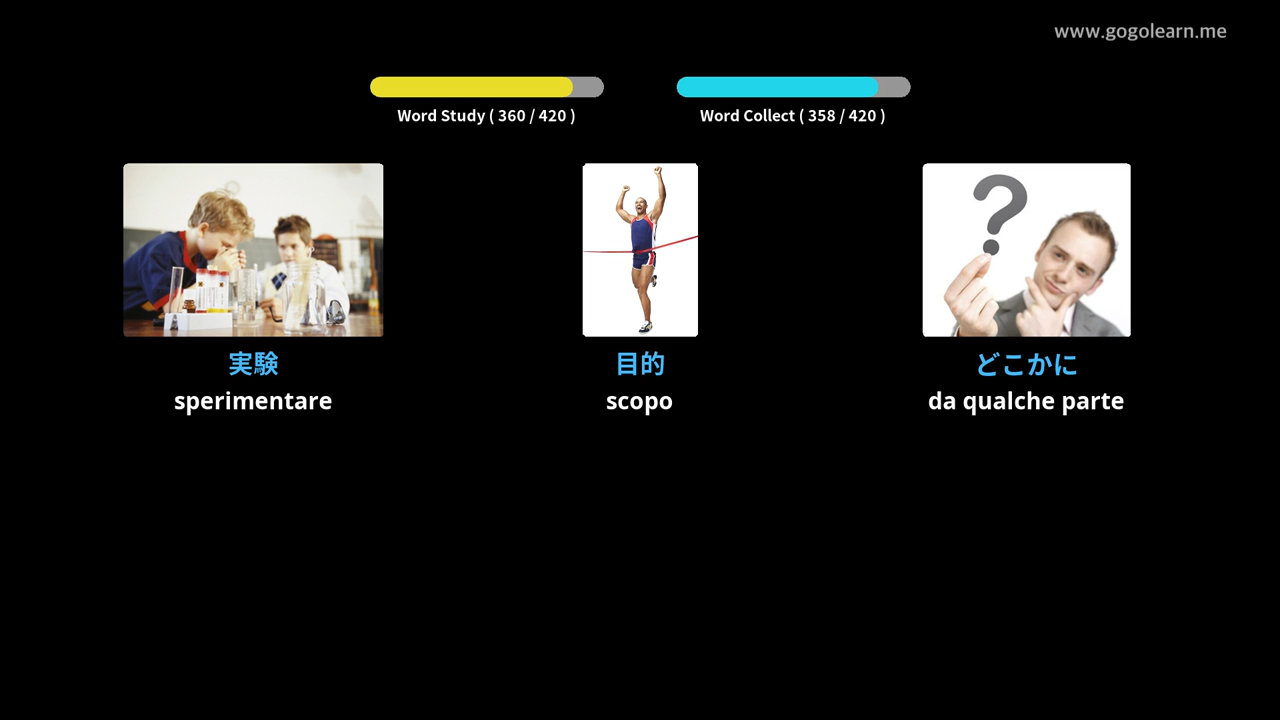 www.gogolearn.me
Word Study ( 360 / 420 )
Word Collect ( 358 / 420 )
実験
sperimentare
目的
scopo
どこかに
da qualche parte